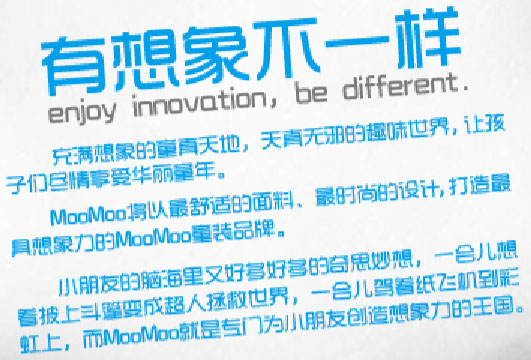 有想象不一样
enjoy innovation, be different.
充满想象的童真天地，天真无邪的趣味世界，让孩
子们尽情享受华丽童年。
MooMoo将以最舒适的面料、最时尚的设计,打造最
具想象力的MooMoo童装品牌。
小朋友的脑海里又好多好多的奇思妙想，一会儿想
着披上斗篷变成超人拯救世界，一会儿驾着纸飞机到彩
虹上，而MooMoo就是专门为小朋友创造想象力的王国。